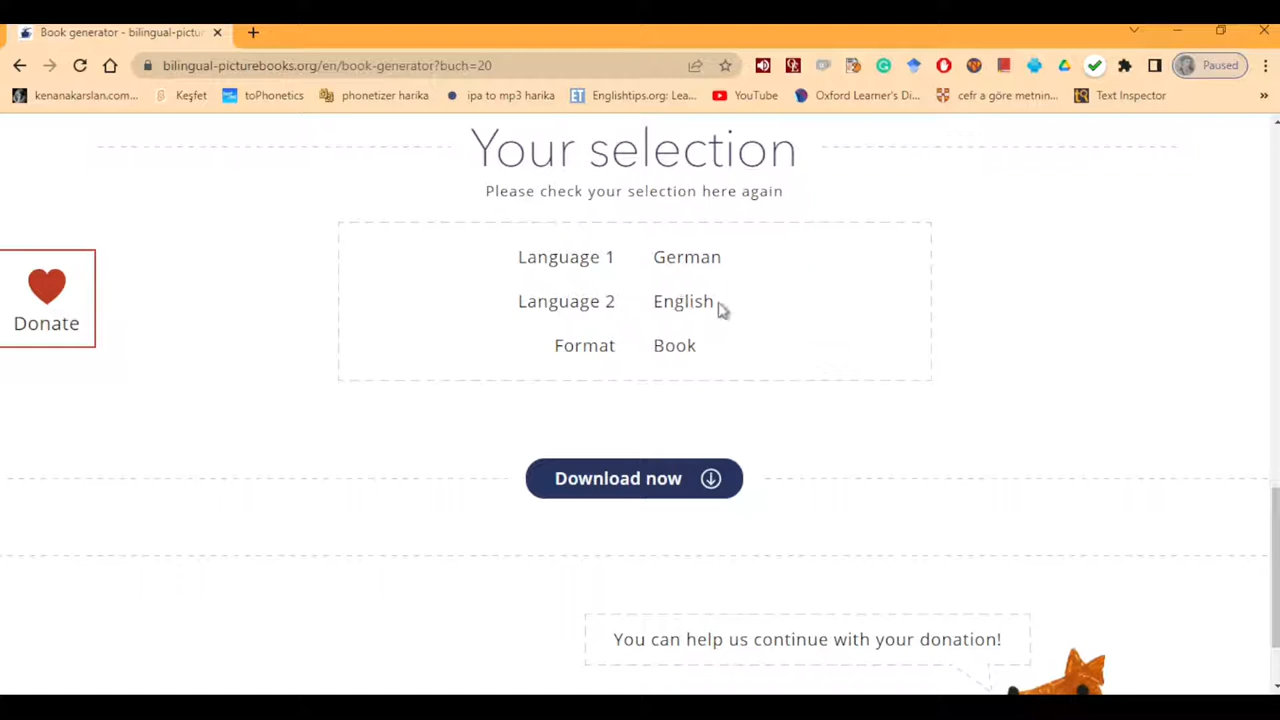 Book generator - bilingual-pictu
bilingual-picturebooks.org/en/book-generator?buch=20
Paused
kenanakarslan.com...
Keşfet
toPhonetics
phonetizer harika
ipa to mp3 harika
ET
Englishtips.org: Lea...
YouTube
Oxford Learner's Di...
cefr a göre metnin...
Text Inspector
Your selection
Please check your selection here again
Language 1 German
Language 2 English
Format Book
Donate
Download now
You can help us continue with your donation!